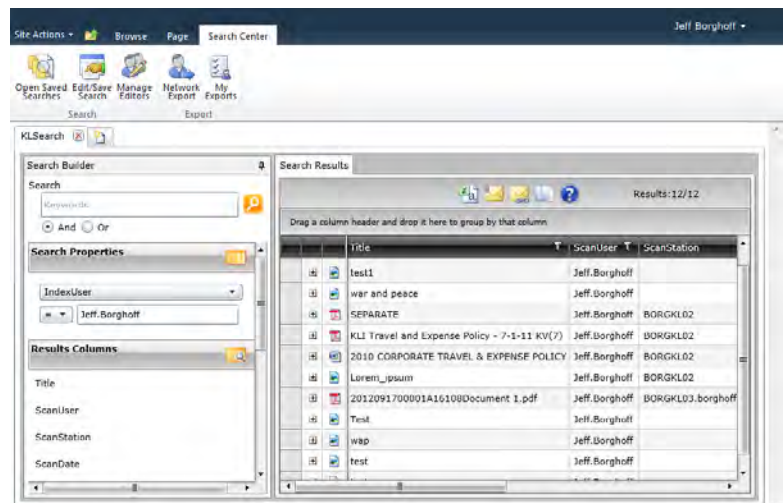 Jeff Borghoff
Site Actions Browse Page Search Center
Open Saved Searches Edit/Save Search Manage Editors Network Export My Exports
Search Export
KLSearch
Search Builder
Search
Keywords
And Or
Search Properties
IndexUser
= Jeff.Borghoff
Results Columns
Title
ScanUser
ScanStation
ScanDate
Search Results
Results:12/12
Drag a column header and drop it here to group by that column
Title ScanUser ScanStation
test1 Jeff.Borghoff
war and peace Jeff.Borghoff
SEPARATE Jeff.Borghoff BORGKL02
KLI Travel and Expense Policy - 7-1-11 KV(7) Jeff.Borghoff BORGKL02
2010 CORPORATE TRAVEL & EXPENSE POLICY Jeff.Borghoff BORGKL02
Lorem_ipsum Jeff.Borghoff BORGKL02
2012091700001A16108Document 1.pdf Jeff.Borghoff BORGKL03.borghoff
Test Jeff.Borghoff
wap Jeff.Borghoff
test Jeff.Borghoff